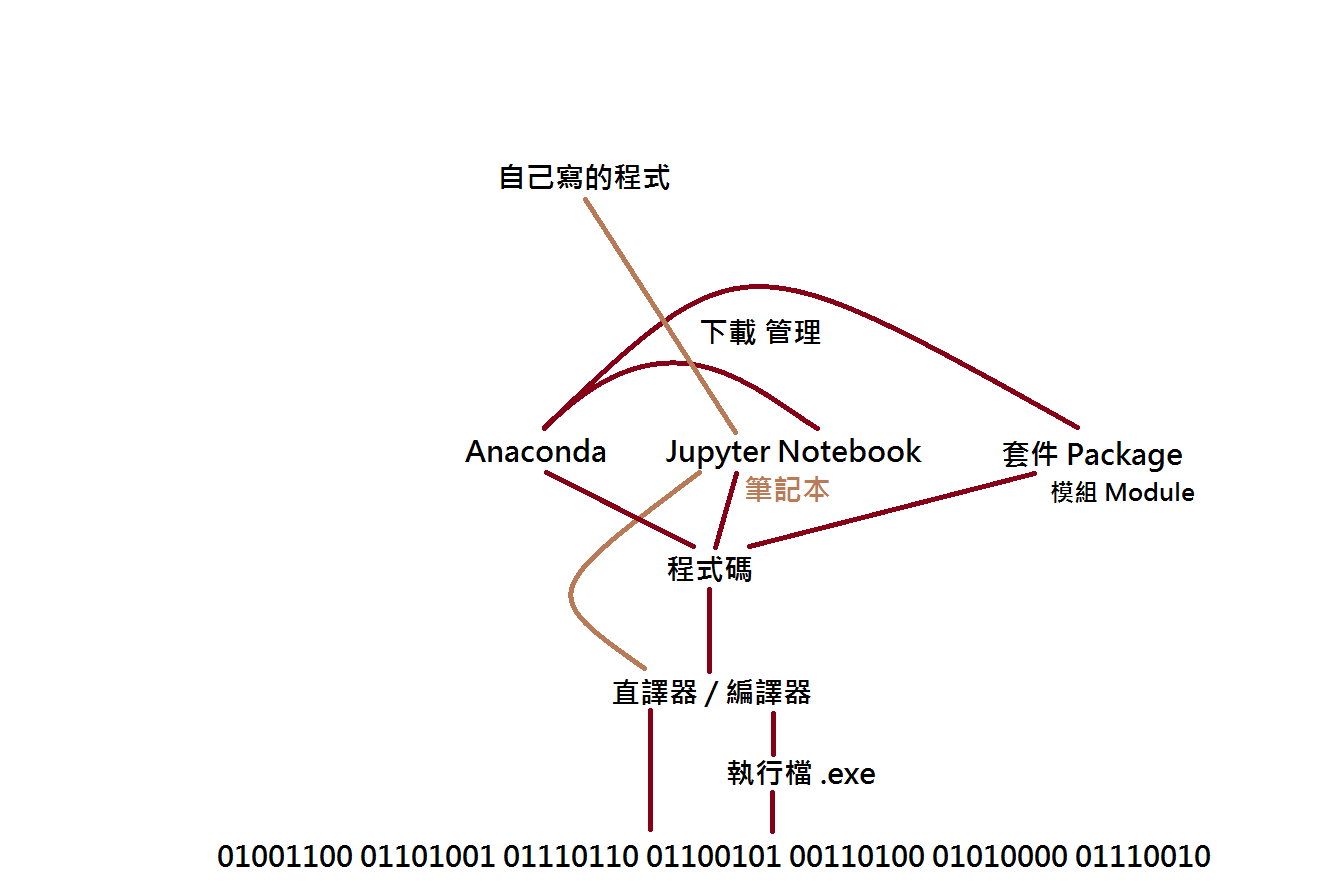 自己寫的程式
下載 管理
Anaconda
Jupyter Notebook
套件 Package
筆記本
模組 Module
程式碼
直譯器 / 編譯器
執行檔 .exe
01001100 01101001 01110110 01100101 00110100 01010000 01110010